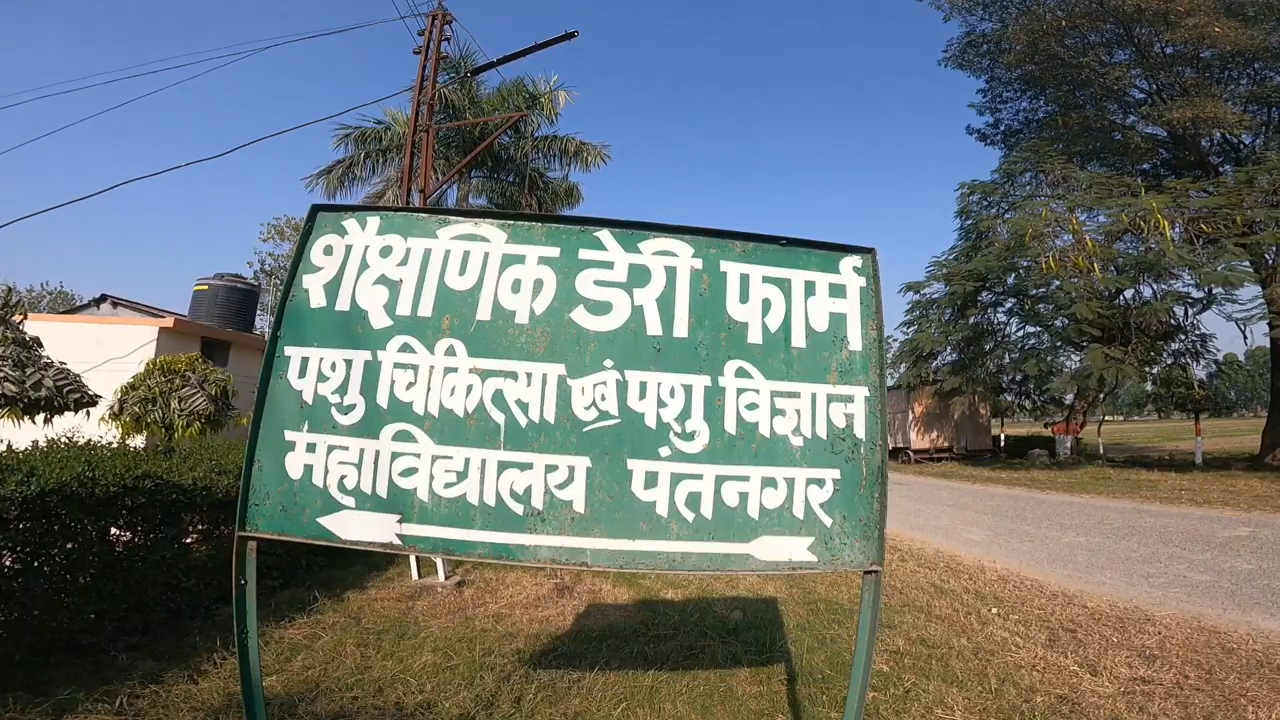 शैक्षणिक डेरी फार्म
पशु चिकित्सा एवं पशु विज्ञान
महाविद्यालय पंतनगर